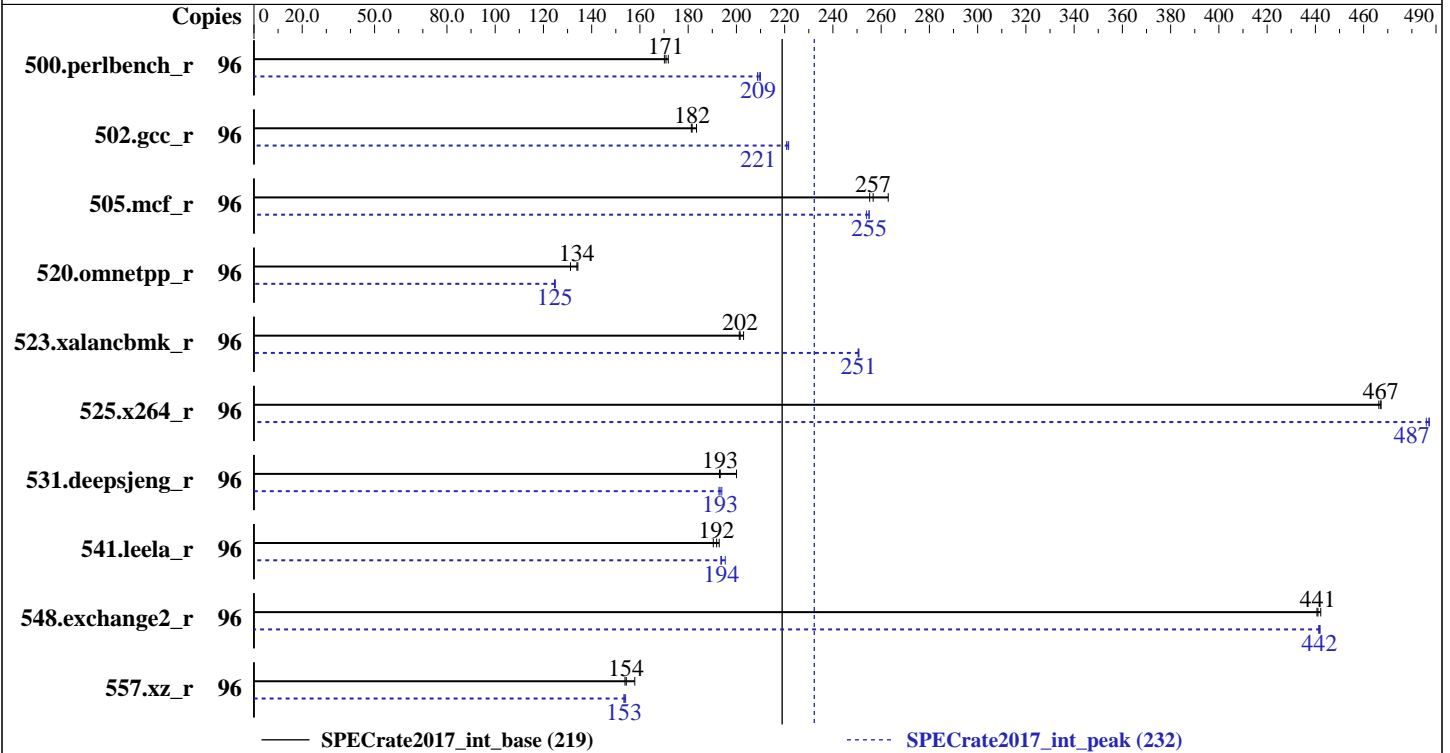 Copies 0 20.0 50.0 80.0 100 120 140 160 180 200 220 240 260 280 300 320 340 360 380 400 420 440 460 490
171
500.perlbench_r 96
209
182
502.gcc_r 96
221
257
505.mcf_r 96
255
134
520.omnetpp_r 96
125
202
523.xalancbmk_r 96
251
467
525.x264_r 96
487
193
531.deepsjeng_r 96
193
192
541.leela_r 96
194
441
548.exchange2_r 96
442
154
557.xz_r 96
153
SPECrate2017_int_base (219) SPECrate2017_int_peak (232)